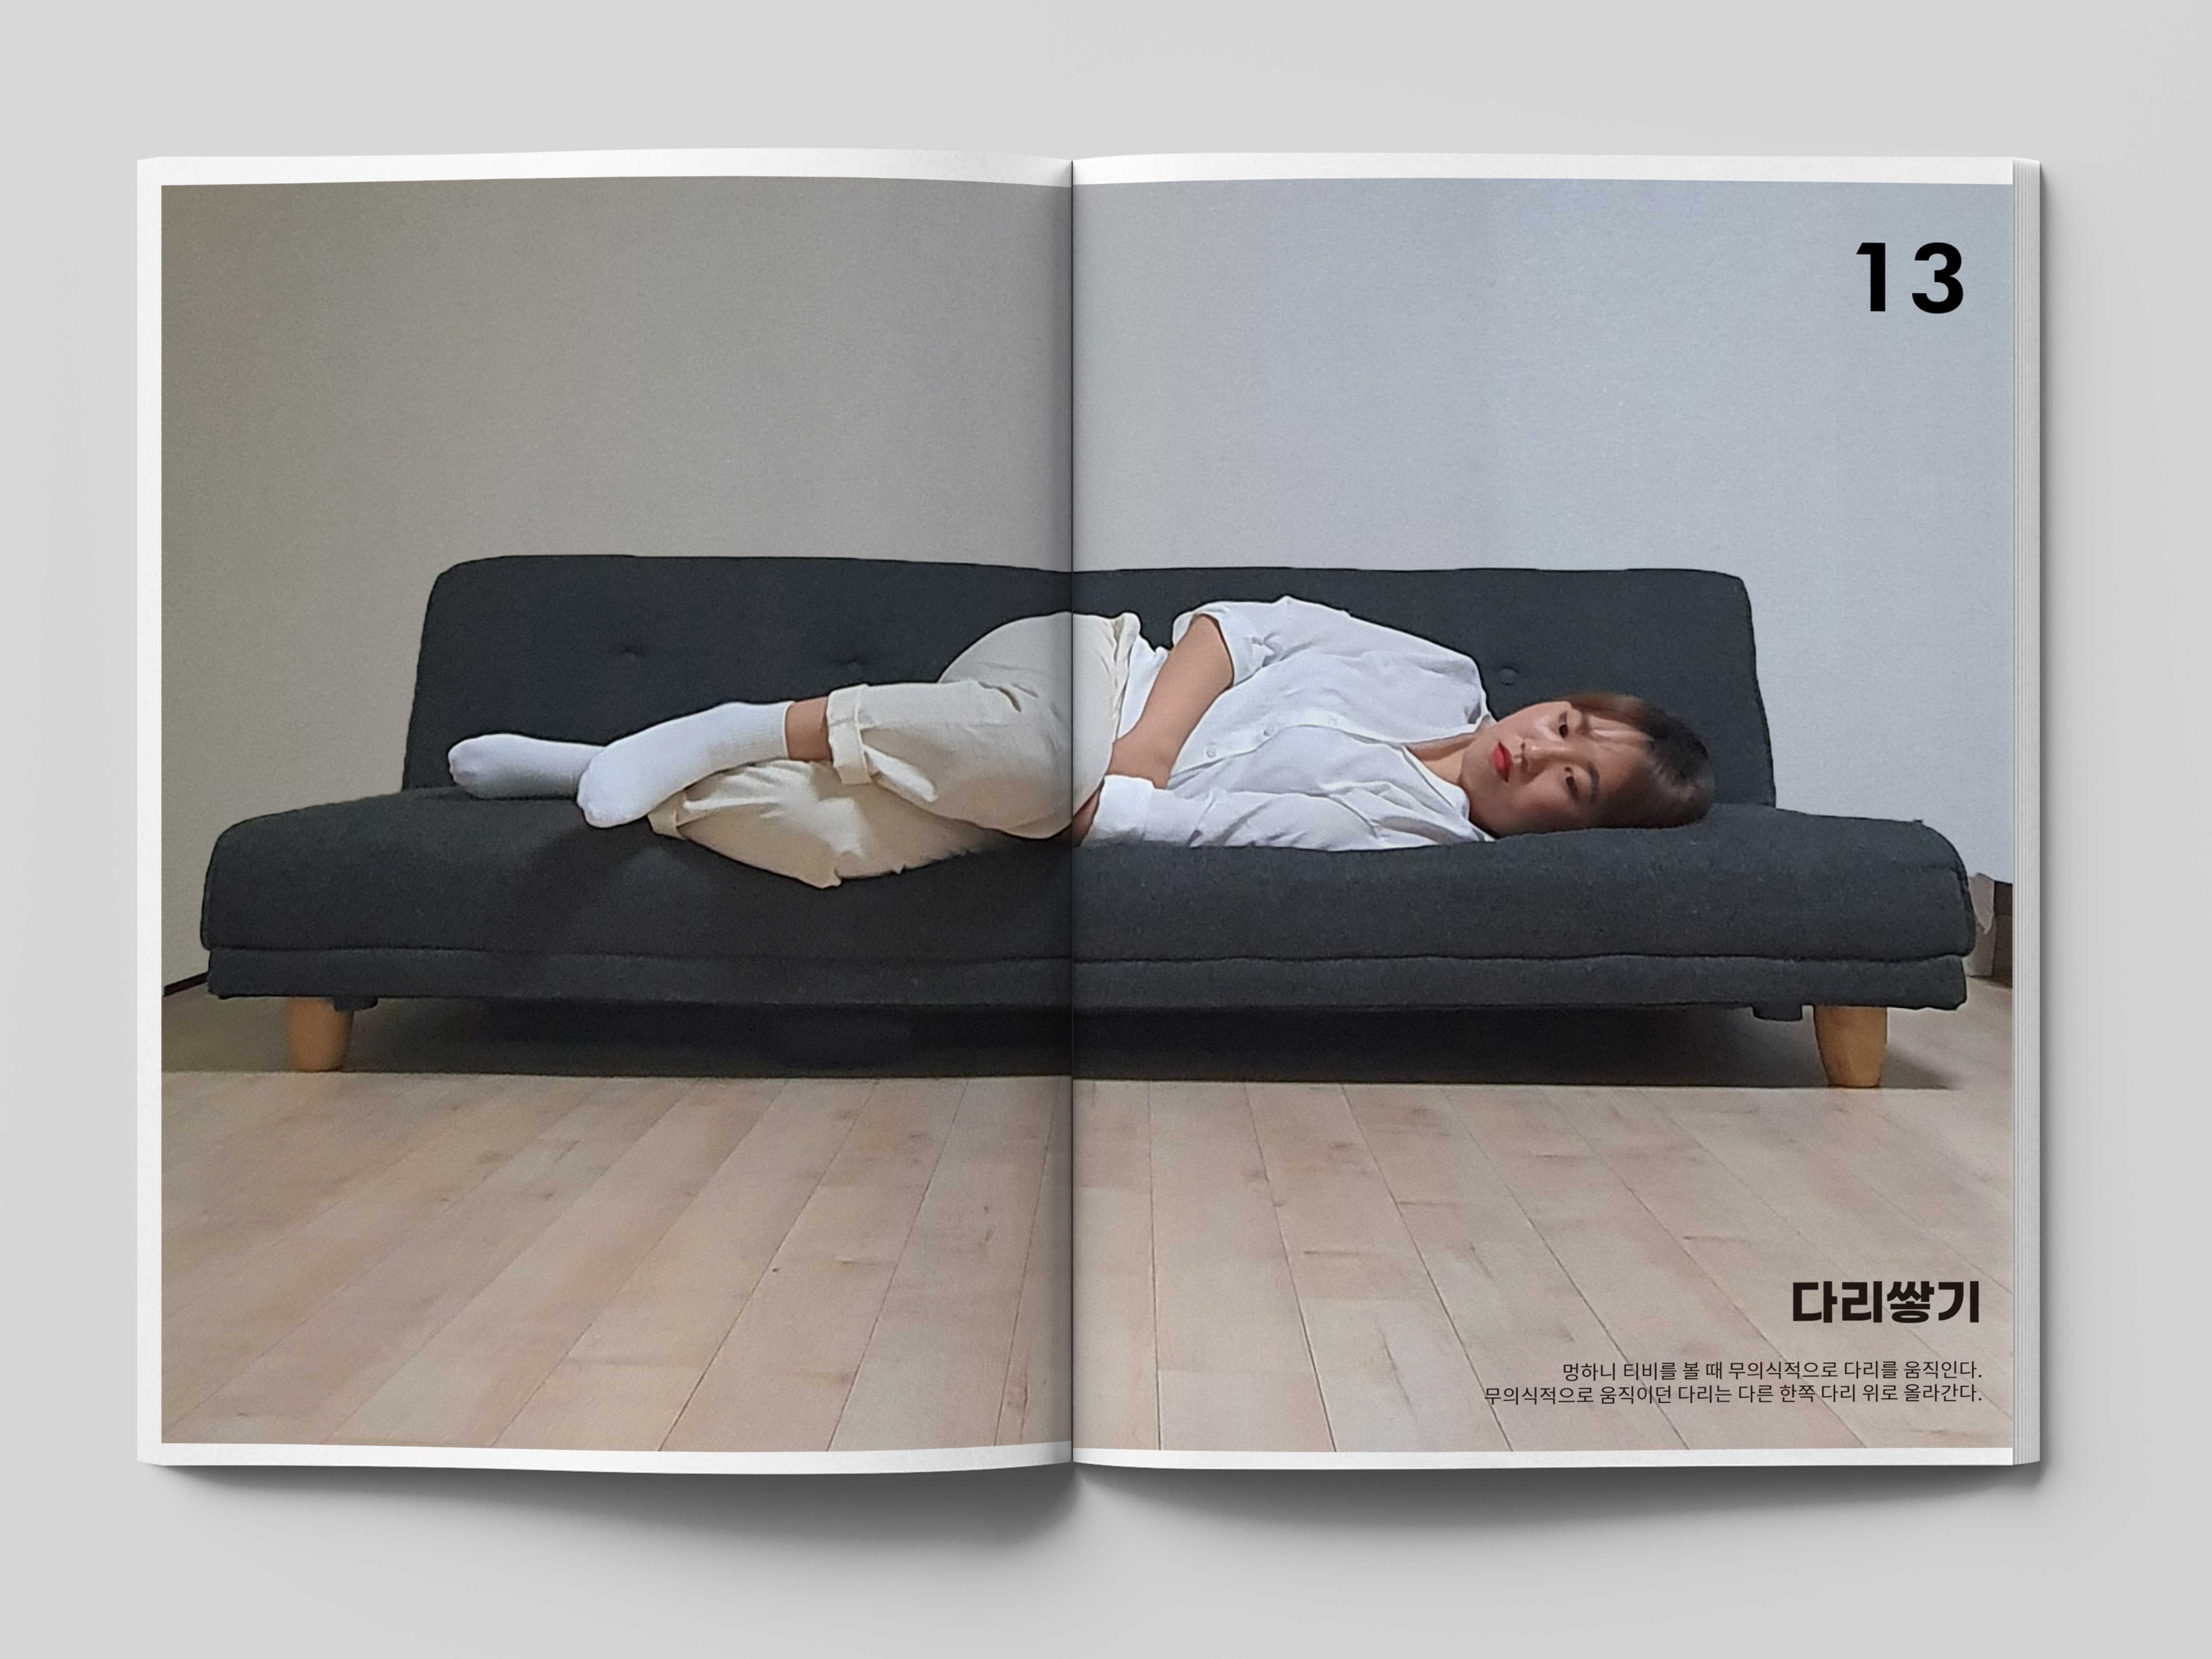 13
다리쌓기
멍하니 티비를 볼 때 무의식적으로 다리를 움직인다.
무의식적으로 움직이던 다리는 다른 한쪽 다리 위로 올라간다.